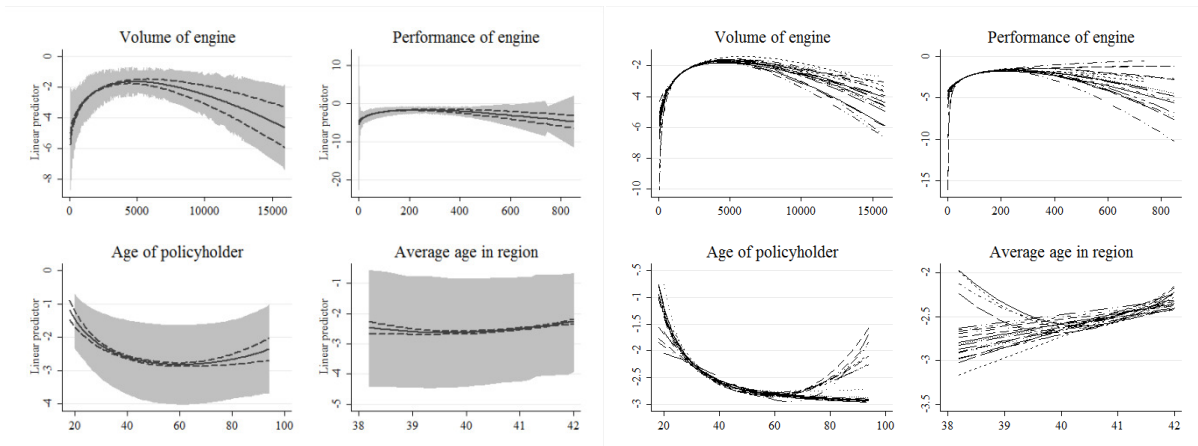 Volume of engine
Linear predictor
0
-2
-4
-6
-8
0 5000 10000 15000
Performance of engine
10
0
-10
-20
0 200 400 600 800
Volume of engine
-2
-4
-6
-8
-10
0 5000 10000 15000
Performance of engine
0
-5
-10
-15
0 200 400 600 800
Age of policyholder
Linear predictor
0
-1
-2
-3
-4
20 40 60 80 100
Average age in region
-1
-2
-3
-4
-5
38 39 40 41 42
Age of policyholder
-.5
-1
-1.5
-2
-2.5
-3
20 40 60 80 100
Average age in region
-2
-2.5
-3
-3.5
38 39 40 41 42